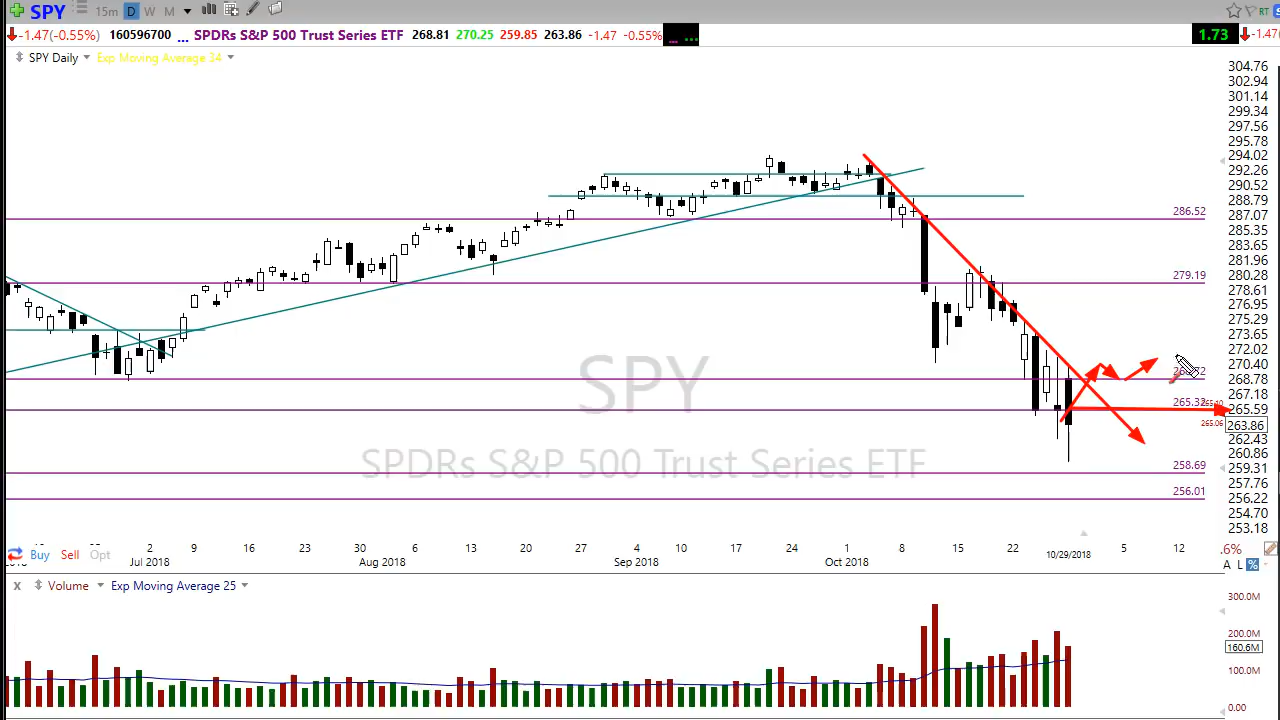 SPY 15m D W M
RT
-1.47(-0.55%) 160596700 ... SPDRs S&P 500 Trust Series ETF 268.81 270.25 259.85 263.86 -1.47 -0.55% ... 1.73 -1.47
SPY Daily Exp Moving Average 34
304.76
302.94
301.14
299.34
297.56
295.78
294.02
292.26
290.52
288.79
287.07
285.35
283.65
281.96
280.28
278.61
276.95
275.29
273.65
272.02
270.40
268.78
267.18
265.59
263.86
262.43
260.86
259.31
257.76
256.22
254.70
253.18
286.52
279.19
265.32
265.06
258.69
256.01
SPY
SPDRs S&P 500 Trust Series ETF
Buy Sell Opt
2 9 16 23 30 6 13 20 27 4 10 17 24 1 8 15 22 10/29/2018 5 12
Jul 2018 Aug 2018 Sep 2018 Oct 2018
.6%
A L %
x Volume Exp Moving Average 25
300.0M
200.0M
160.6M
100.0M
0.00